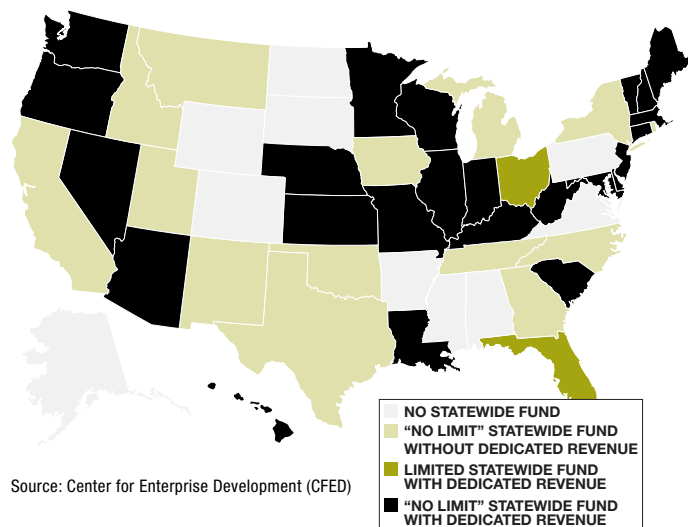 NO STATEWIDE FUND
“NO LIMIT” STATEWIDE FUND
WITHOUT DEDICATED REVENUE
LIMITED STATEWIDE FUND
WITH DEDICATED REVENUE
“NO LIMIT” STATEWIDE FUND
WITH DEDICATED REVENUE
Source: Center for Enterprise Development (CFED)